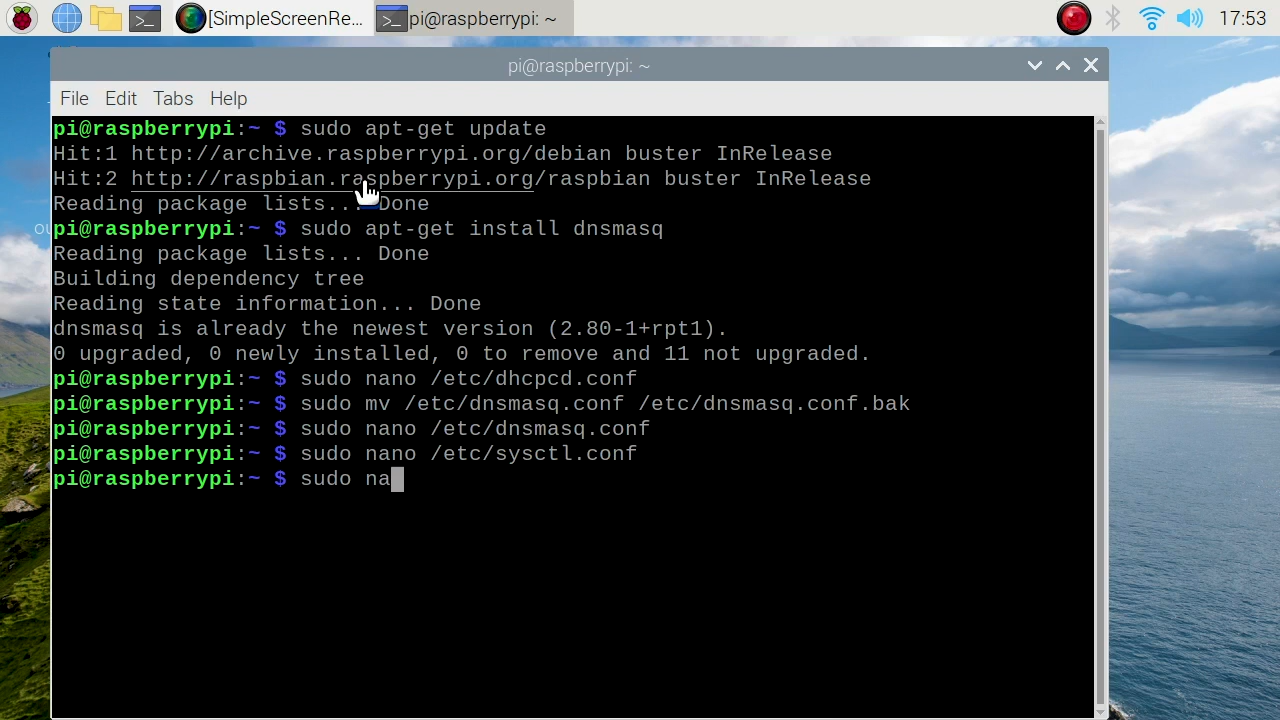 [SimpleScreenRe... pi@raspberrypi: ~ 17:53
pi@raspberrypi: ~
File Edit Tabs Help
pi@raspberrypi:~ $ sudo apt-get update
Hit:1 http://archive.raspberrypi.org/debian buster InRelease
Hit:2 http://raspbian.raspberrypi.org/raspbian buster InRelease
Reading package lists... Done
pi@raspberrypi:~ $ sudo apt-get install dnsmasq
Reading package lists... Done
Building dependency tree
Reading state information... Done
dnsmasq is already the newest version (2.80-1+rpt1).
0 upgraded, 0 newly installed, 0 to remove and 11 not upgraded.
pi@raspberrypi:~ $ sudo nano /etc/dhcpcd.conf
pi@raspberrypi:~ $ sudo mv /etc/dnsmasq.conf /etc/dnsmasq.conf.bak
pi@raspberrypi:~ $ sudo nano /etc/dnsmasq.conf
pi@raspberrypi:~ $ sudo nano /etc/sysctl.conf
pi@raspberrypi:~ $ sudo na